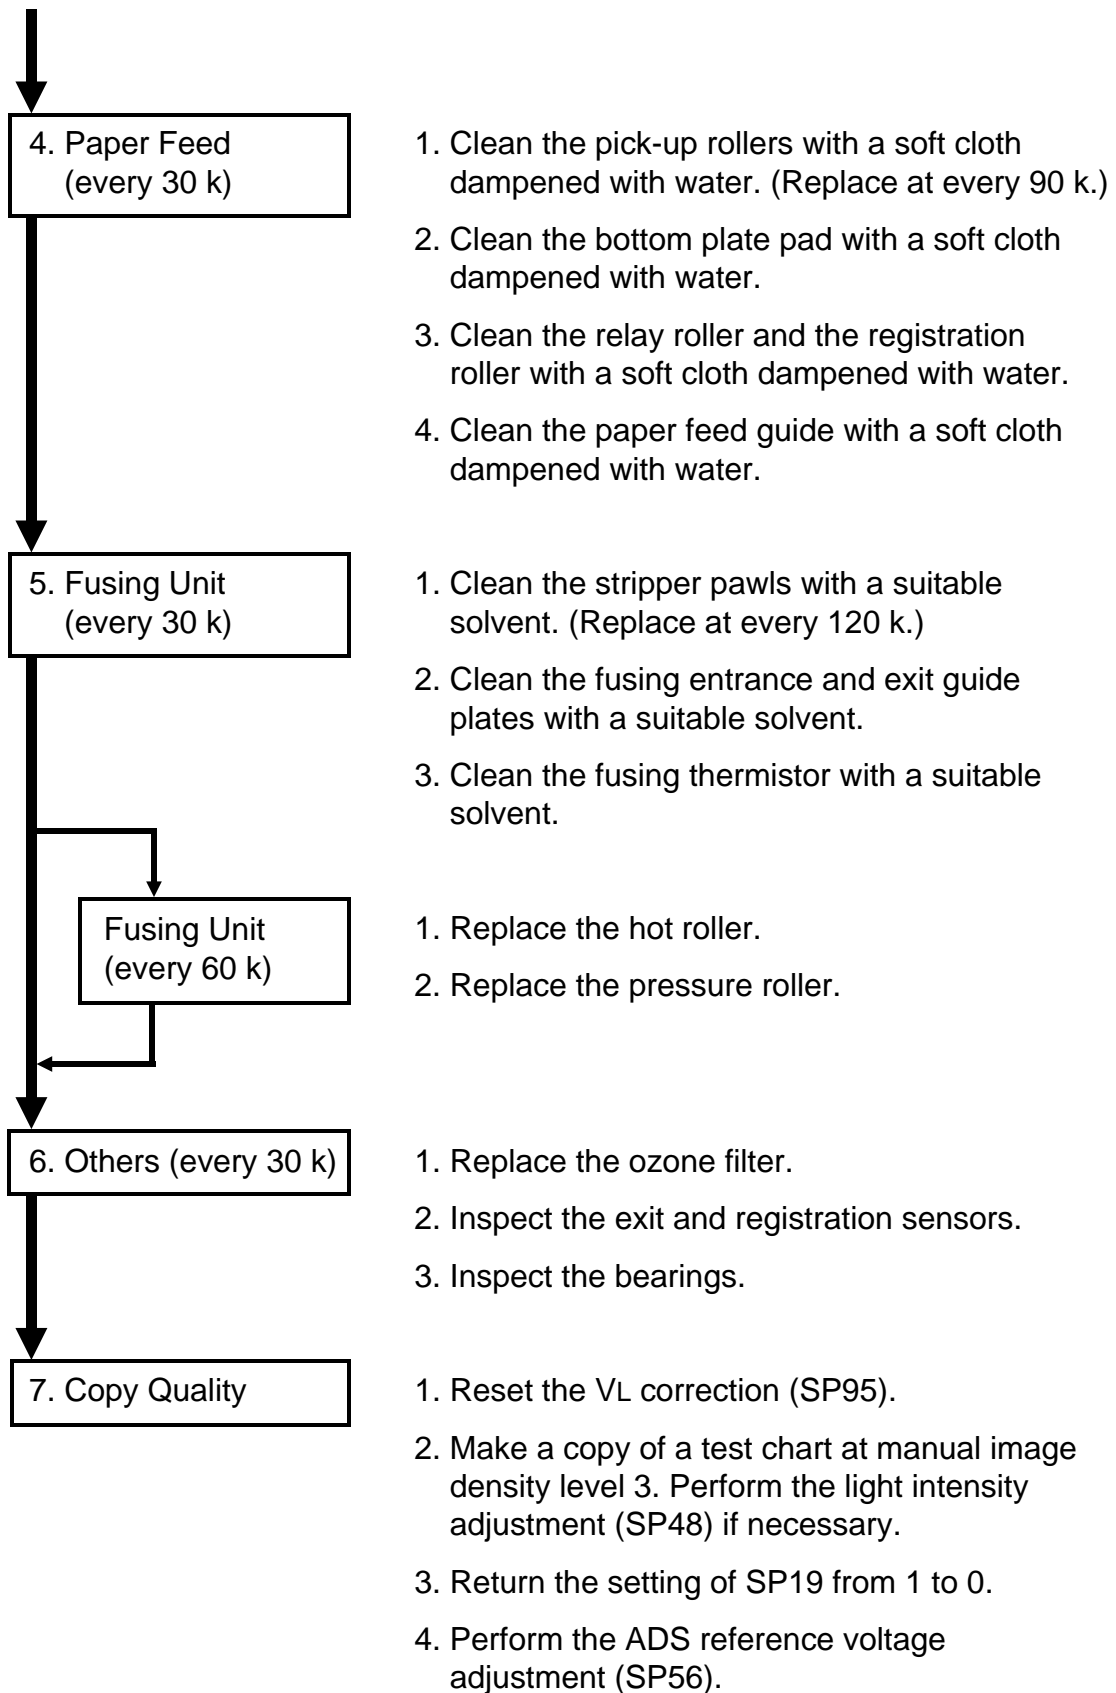 4. Paper Feed
(every 30 k)
1. Clean the pick-up rollers with a soft cloth
dampened with water. (Replace at every 90 k.)
2. Clean the bottom plate pad with a soft cloth
dampened with water.
3. Clean the relay roller and the registration
roller with a soft cloth dampened with water.
4. Clean the paper feed guide with a soft cloth
dampened with water.
5. Fusing Unit
(every 30 k)
1. Clean the stripper pawls with a suitable
solvent. (Replace at every 120 k.)
2. Clean the fusing entrance and exit guide
plates with a suitable solvent.
3. Clean the fusing thermistor with a suitable
solvent.
Fusing Unit
(every 60 k)
1. Replace the hot roller.
2. Replace the pressure roller.
6. Others (every 30 k)
1. Replace the ozone filter.
2. Inspect the exit and registration sensors.
3. Inspect the bearings.
7. Copy Quality
1. Reset the VL correction (SP95).
2. Make a copy of a test chart at manual image
density level 3. Perform the light intensity
adjustment (SP48) if necessary.
3. Return the setting of SP19 from 1 to 0.
4. Perform the ADS reference voltage
adjustment (SP56).